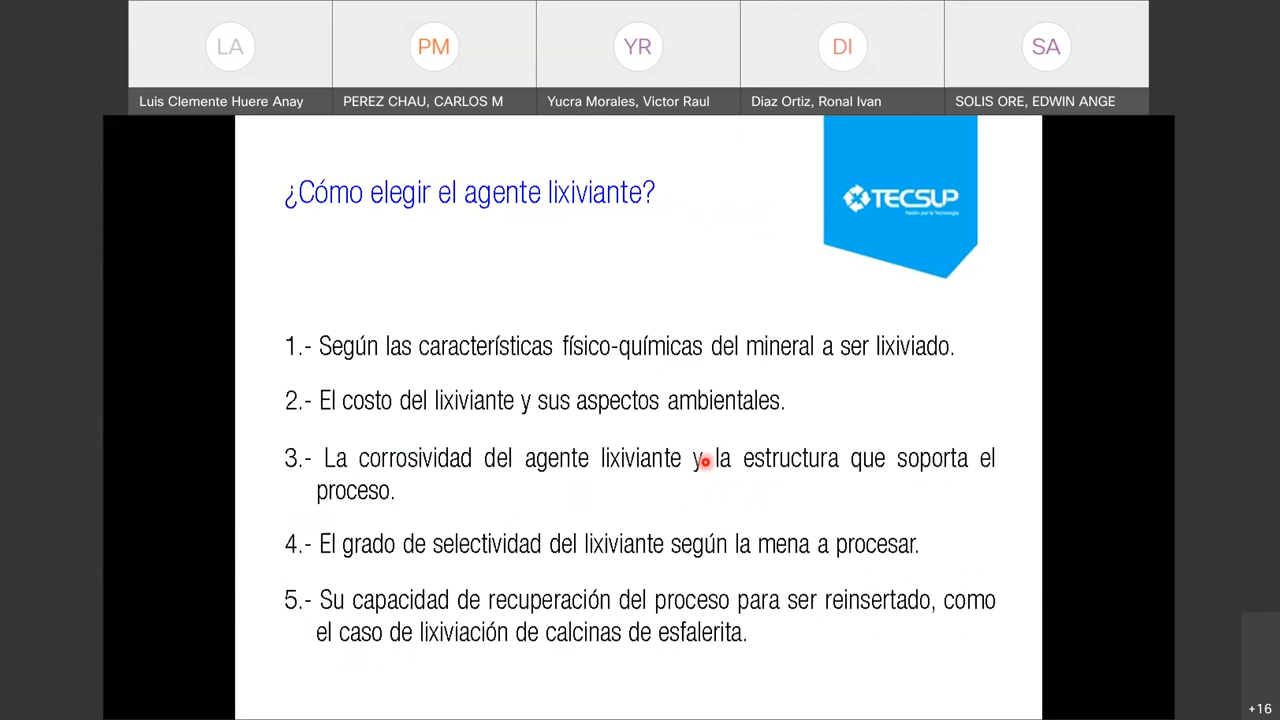 LA
PM
YR
DI
SA
Luis Clemente Huere Anay
PEREZ CHAU, CARLOS M
Yucra Morales, Victor Raul
Diaz Ortiz, Ronal Ivan
SOLIS ORE, EDWIN ANGE
¿Cómo elegir el agente lixiviante?
TECSUP
Pasión por la Tecnología
1.- Según las características físico-químicas del mineral a ser lixiviado.
2.- El costo del lixiviante y sus aspectos ambientales.
3.- La corrosividad del agente lixiviante y la estructura que soporta el
proceso.
4.- El grado de selectividad del lixiviante según la mena a procesar.
5.- Su capacidad de recuperación del proceso para ser reinsertado, como
el caso de lixiviación de calcinas de esfalerita.
+16